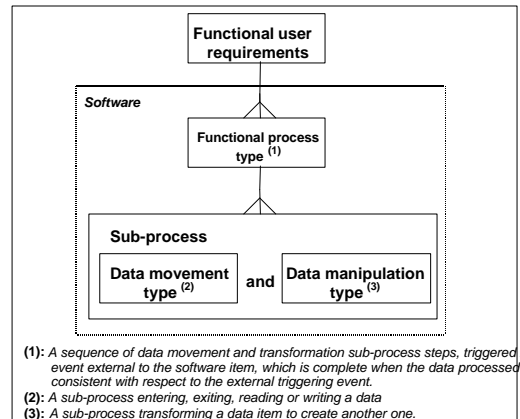 Functional user
requirements
Software
Functional process
type (1)
Sub-process
Data movement
type (2)
and
Data manipulation
type (3)
(1): A sequence of data movement and transformation sub-process steps, triggered
event external to the software item, which is complete when the data processed
consistent with respect to the external triggering event.
(2): A sub-process entering, exiting, reading or writing a data
(3): A sub-process transforming a data item to create another one.